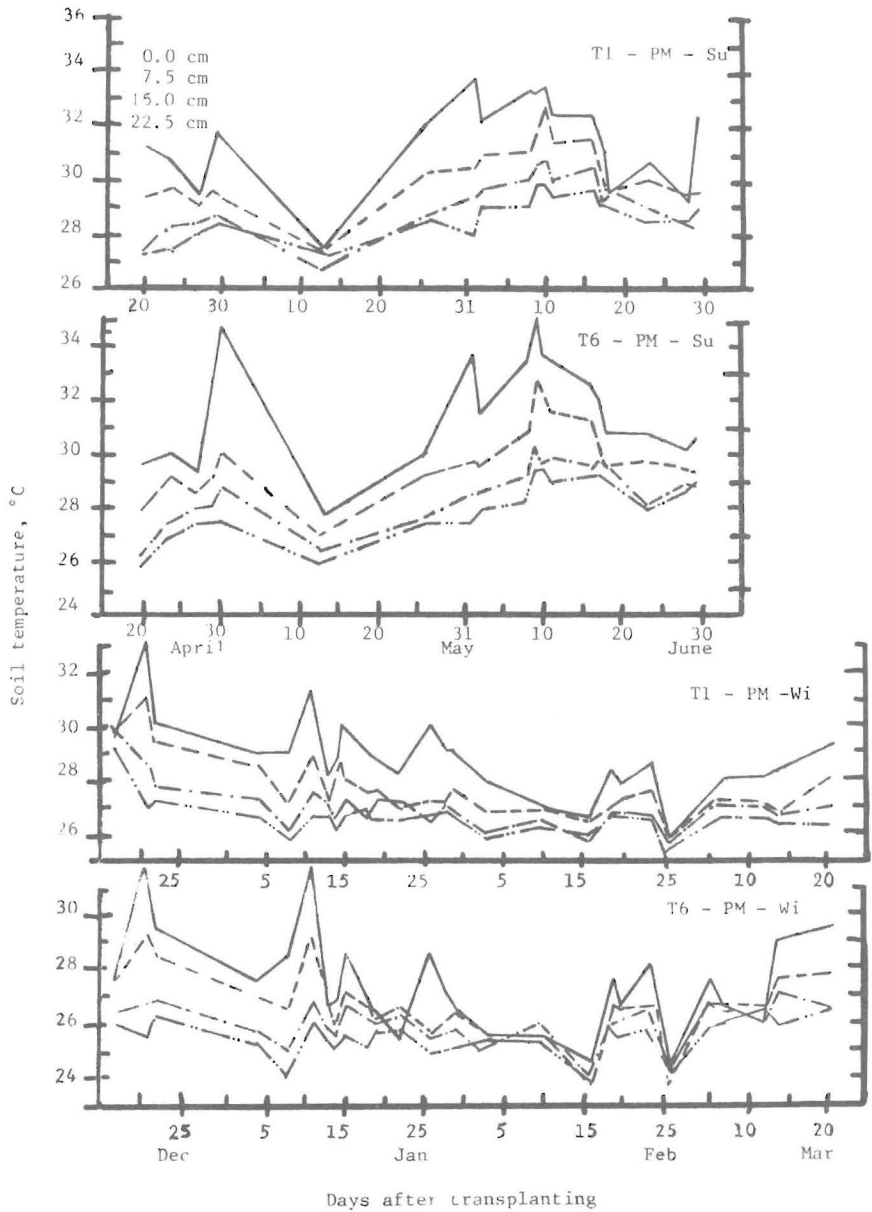 36
34
32
30
28
26
0.0 cm
7.5 cm
15.0 cm
22.5 cm
T1 - PM - Su
20 30 10 20 31 10 20 30
34
32
30
28
26
24
T6 - PM - Su
20 30 10 20 31 10 20 30
April May June
Soil temperature, °C
32
30
28
26
T1 - PM -Wi
25 5 15 25 5 15 25 10 20
30
28
26
24
T6 - PM - Wi
25 5 15 25 5 15 25 10 20
Dec Jan Feb Mar
Days after transplanting